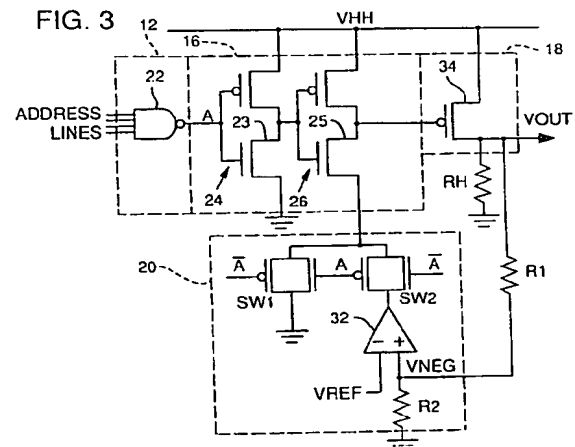 FIG. 3
VHH
12
16
18
22
34
ADDRESS
LINES
A
23
25
VOUT
24
26
RH
20
A
A
A
R1
SW1
SW2
32
VNEG
VREF
R2